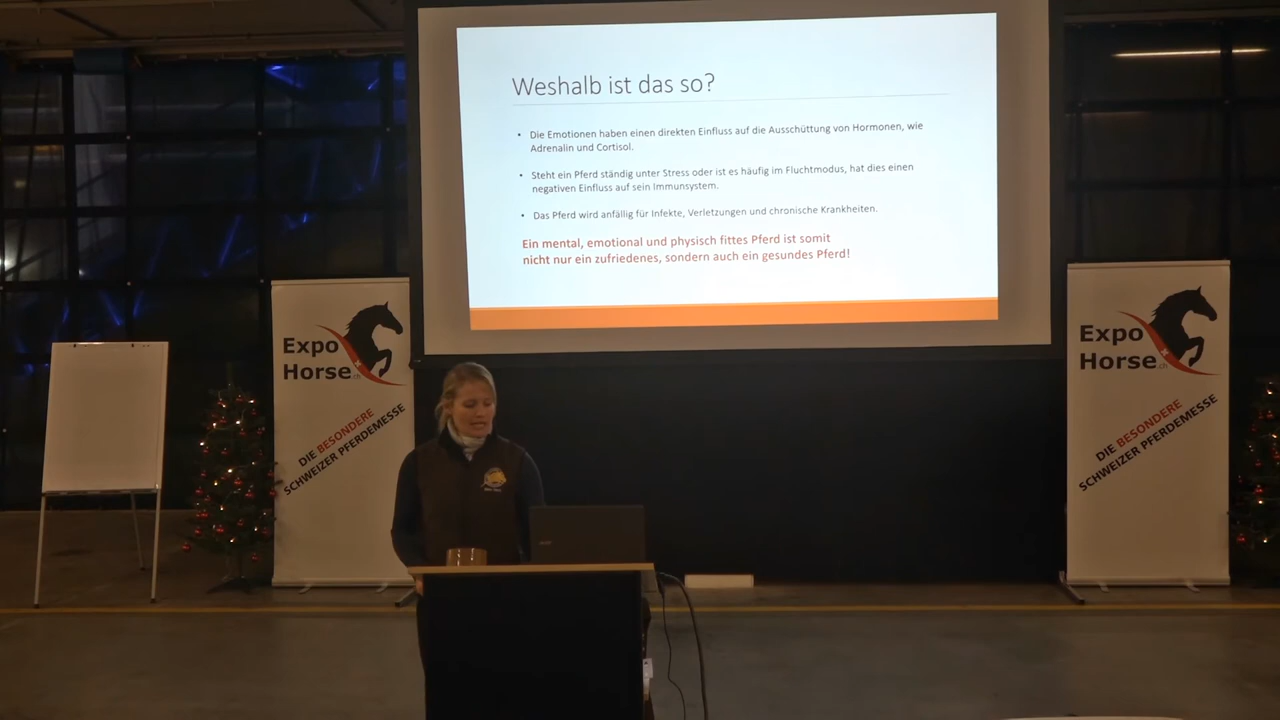 Weshalb ist das so?
• Die Emotionen haben einen direkten Einfluss auf die Ausschüttung von Hormonen, wie
Adrenalin und Cortisol.
• Steht ein Pferd ständig unter Stress oder ist es häufig im Fluchtmodus, hat dies einen
negativen Einfluss auf sein Immunsystem.
• Das Pferd wird anfällig für Infekte, Verletzungen und chronische Krankheiten.
Ein mental, emotional und physisch fittes Pferd ist somit
nicht nur ein zufriedenes, sondern auch ein gesundes Pferd!
Expo
Horse.ch
DIE BESONDERE
SCHWEIZER PFERDEMESSE
Expo
Horse.ch
DIE BESONDERE
SCHWEIZER PFERDEMESSE